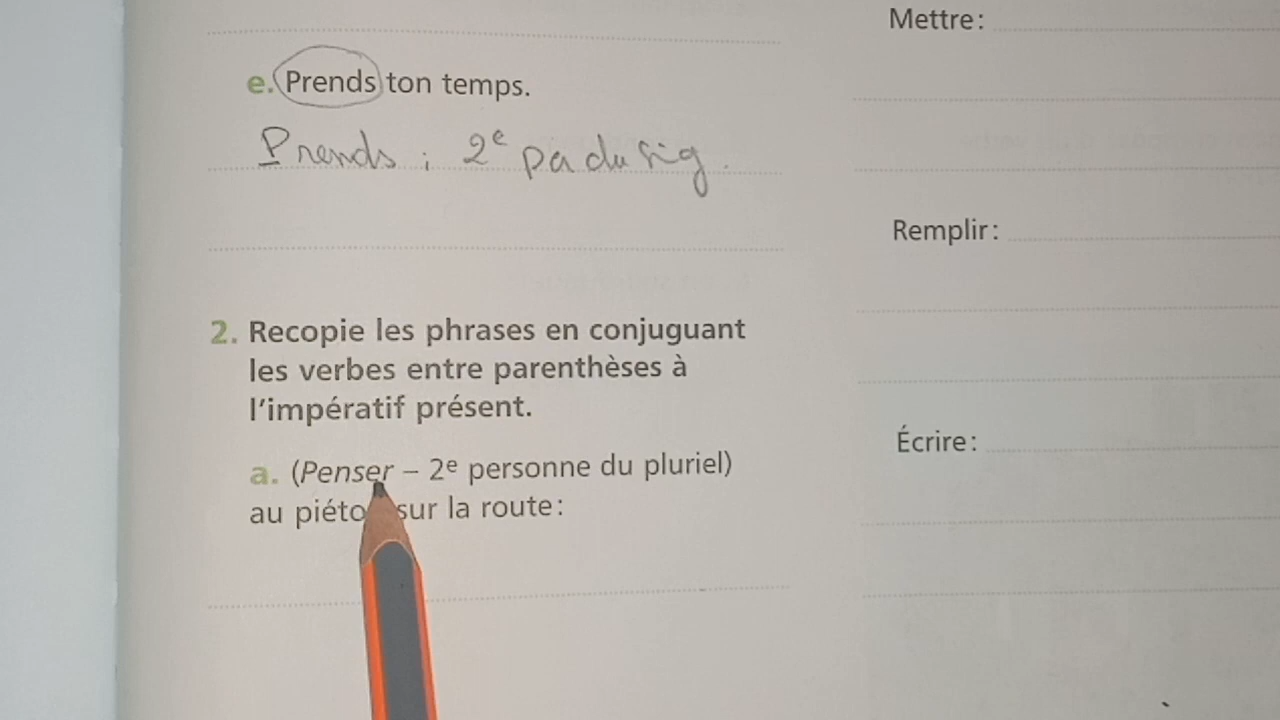 e. Prends ton temps.
Prends : 2e pa du sig.
2. Recopie les phrases en conjuguant
les verbes entre parenthèses à
l'impératif présent.
a. (Penser – 2e personne du pluriel)
au piéto sur la route :
Mettre :
Remplir :
Écrire :